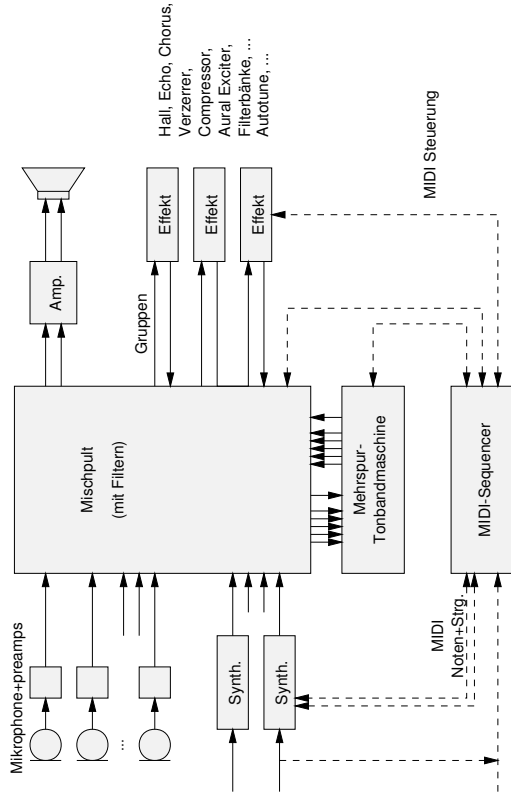 Mikrophone+preamps
...
Synth.
Synth.
Mischpult
(mit Filtern)
Amp.
Gruppen
Effekt
Effekt
Effekt
Hall, Echo, Chorus,
Verzerrer,
Compressor,
Aural Exciter,
Filterbänke, ...
Autotune, ...
Mehrspur-
Tonbandmaschine
MIDI
Noten+Strg.
MIDI-Sequencer
MIDI Steuerung